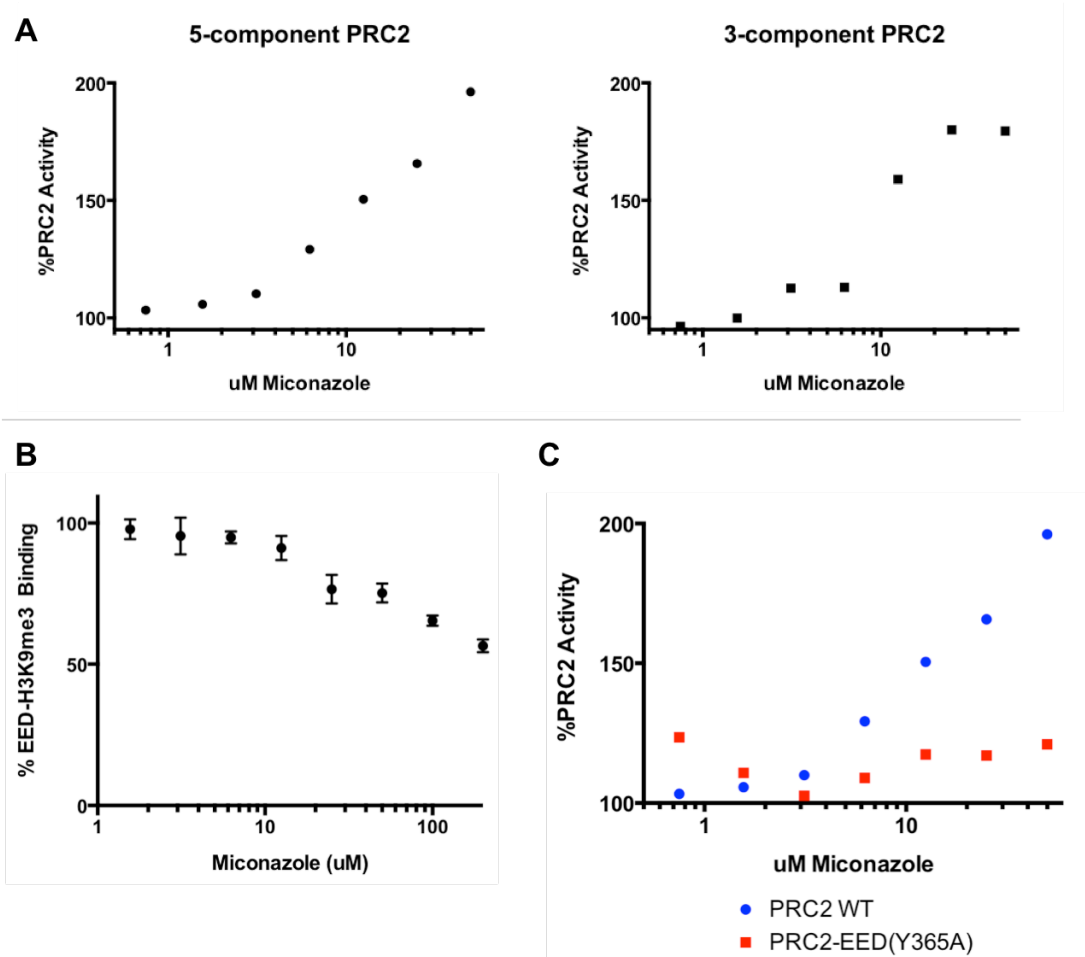 A
5-component PRC2
3-component PRC2
200
150
100
%PRC2 Activity
1
10
uM Miconazole
200
150
100
%PRC2 Activity
1
10
uM Miconazole
B
100
50
0
% EED-H3K9me3 Binding
1
10
100
Miconazole (uM)
C
200
150
100
%PRC2 Activity
1
10
uM Miconazole
PRC2 WT
PRC2-EED(Y365A)